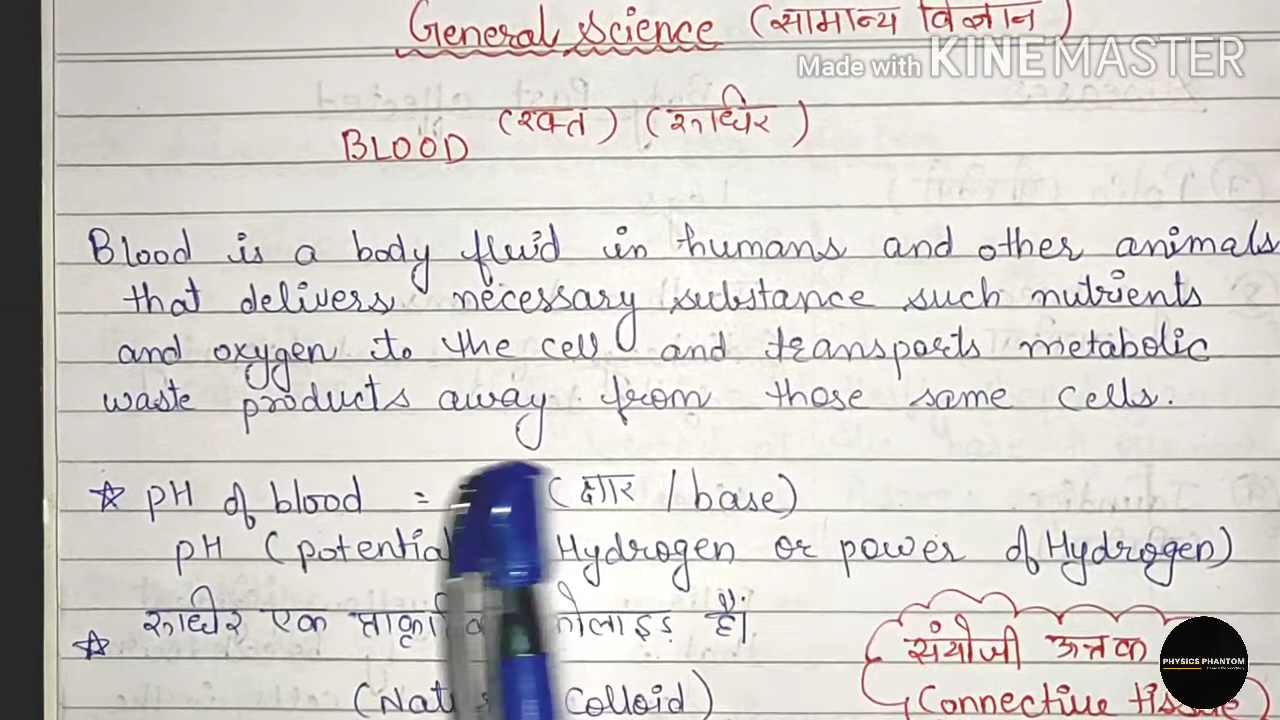 General Science (सामान्य विज्ञान)
Made with KINEMASTER
BLOOD (रक्त) (रूधिर)
Blood is a body fluid in humans and other animals
that delivers necessary substance such nutrients
and oxygen to the cell and transports metabolic
waste products away from those same cells.
☆ pH of blood = (क्षार / base)
pH ( Hydrogen or power of Hydrogen)
☆ रूधिर एक है।
संयोजी ऊत्तक
PHYSICS PHANTOM
( Colloid)
Connective tissue